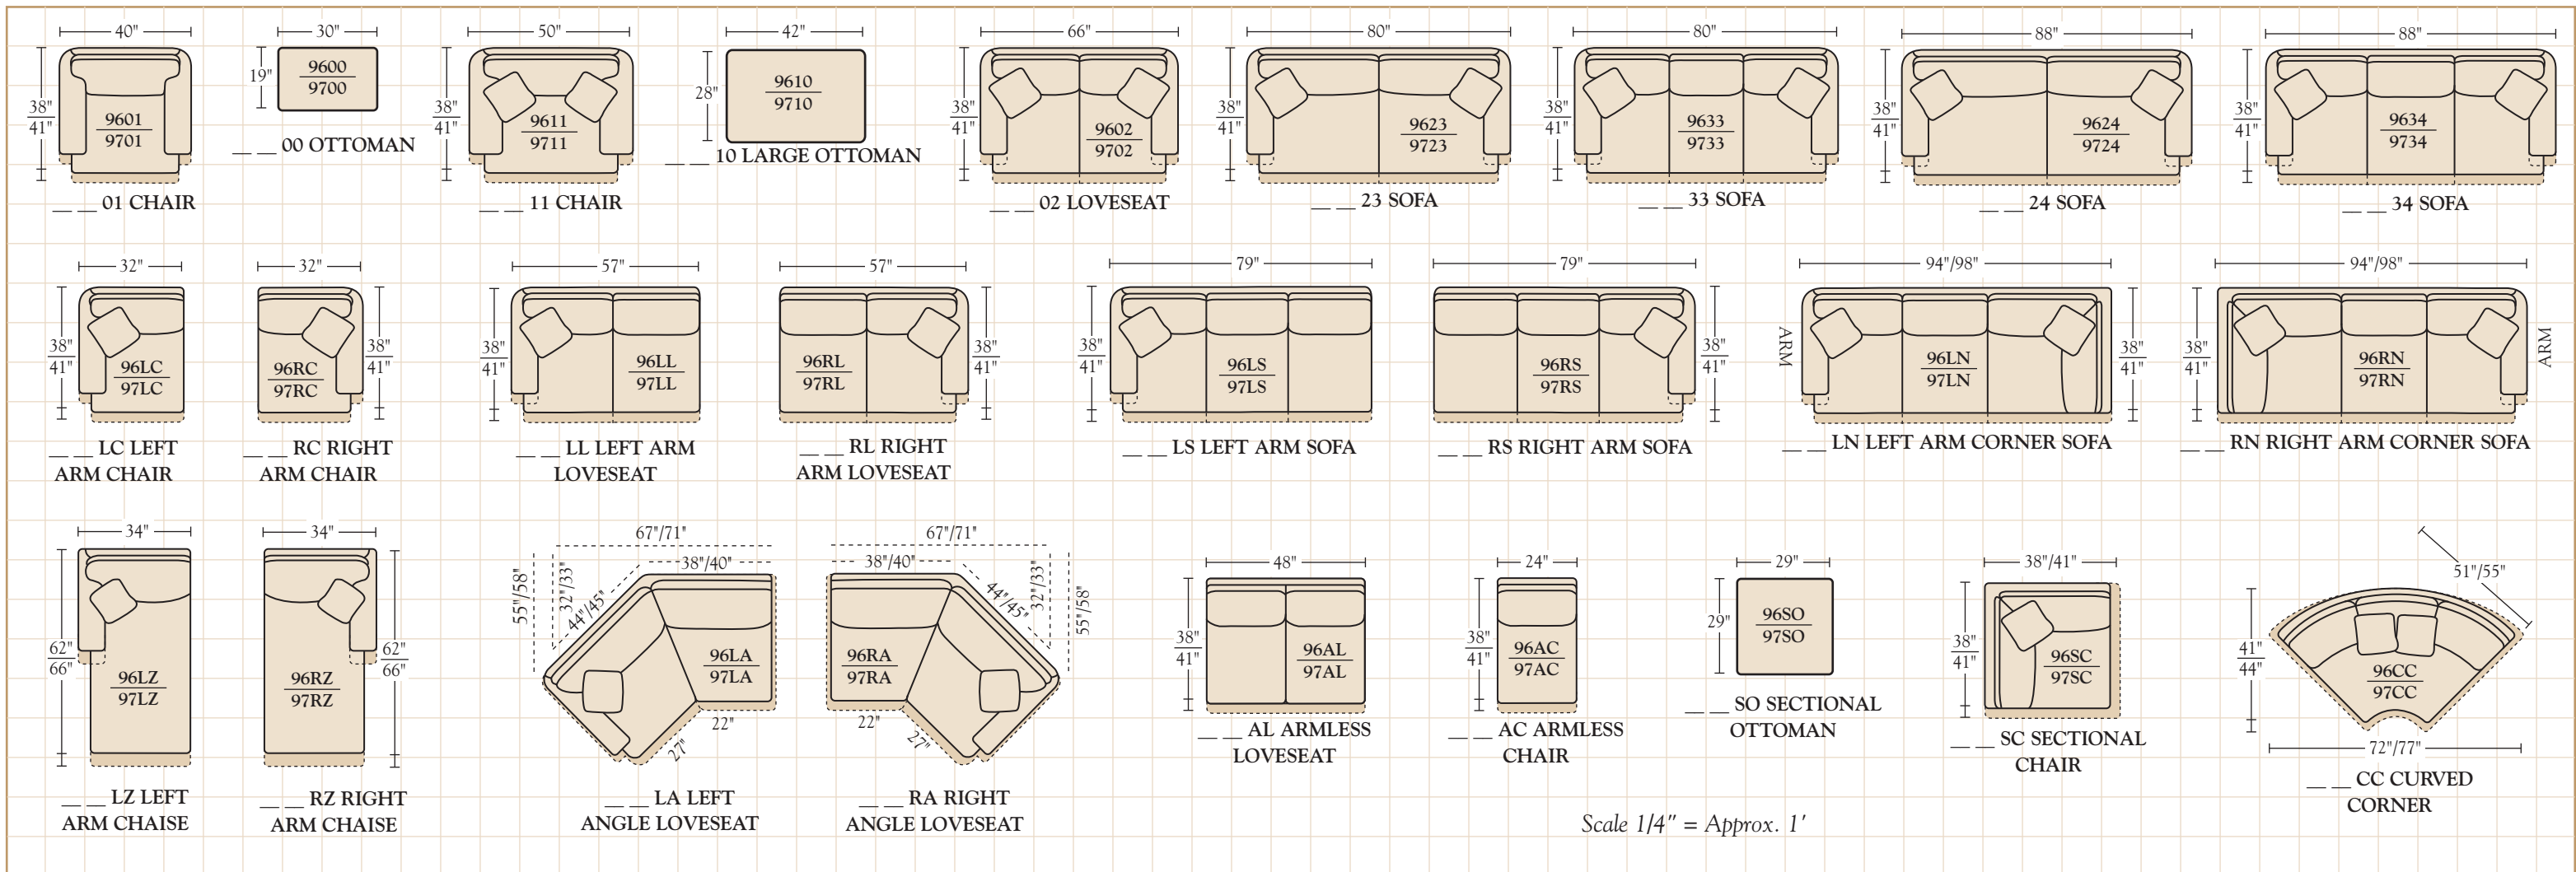 40"
38"
41"
9601
9701
__ __ 01 CHAIR
30"
19"
9600
9700
__ __ 00 OTTOMAN
50"
38"
41"
9611
9711
__ __ 11 CHAIR
42"
28"
9610
9710
__ __ 10 LARGE OTTOMAN
66"
38"
41"
9602
9702
__ __ 02 LOVESEAT
80"
38"
41"
9623
9723
__ __ 23 SOFA
80"
38"
41"
9633
9733
__ __ 33 SOFA
88"
38"
41"
9624
9724
__ __ 24 SOFA
88"
38"
41"
9634
9734
__ __ 34 SOFA
32"
38"
41"
96LC
97LC
__ __ LC LEFT
ARM CHAIR
32"
96RC
97RC
38"
41"
__ __ RC RIGHT
ARM CHAIR
57"
38"
41"
96LL
97LL
__ __ LL LEFT ARM
LOVESEAT
57"
96RL
97RL
38"
41"
__ __ RL RIGHT
ARM LOVESEAT
79"
38"
41"
96LS
97LS
__ __ LS LEFT ARM SOFA
79"
96RS
97RS
38"
41"
__ __ RS RIGHT ARM SOFA
94"/98"
ARM
96LN
97LN
38"
41"
__ __ LN LEFT ARM CORNER SOFA
94"/98"
38"
41"
96RN
97RN
ARM
__ __ RN RIGHT ARM CORNER SOFA
34"
62"
66"
96LZ
97LZ
__ __ LZ LEFT
ARM CHAISE
34"
96RZ
97RZ
62"
66"
__ __ RZ RIGHT
ARM CHAISE
67"/71"
38"/40"
55"/58"
32"/33"
44"/45"
96LA
97LA
22"
27"
__ __ LA LEFT
ANGLE LOVESEAT
67"/71"
38"/40"
44"/45"
32"/33"
55"/58"
96RA
97RA
22"
27"
__ __ RA RIGHT
ANGLE LOVESEAT
48"
38"
41"
96AL
97AL
__ __ AL ARMLESS
LOVESEAT
24"
38"
41"
96AC
97AC
__ __ AC ARMLESS
CHAIR
29"
29"
96SO
97SO
__ __ SO SECTIONAL
OTTOMAN
38"/41"
38"
41"
96SC
97SC
__ __ SC SECTIONAL
CHAIR
51"/55"
41"
44"
96CC
97CC
72"/77"
__ __ CC CURVED
CORNER
Scale 1/4" = Approx. 1'